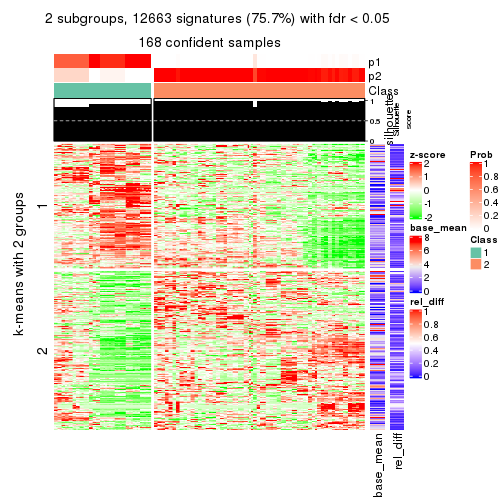 2 subgroups, 12663 signatures (75.7%) with fdr < 0.05
168 confident samples
p1
p2
Class
1
0.5
0
silhouette
Silhouette
score
k-means with 2 groups
1
2
base_mean
rel_diff
z-score
2
1
0
-1
-2
base_mean
8
6
4
2
0
rel_diff
1
0.8
0.6
0.4
0.2
0
Prob
1
0.8
0.6
0.4
0.2
0
Class
1
2